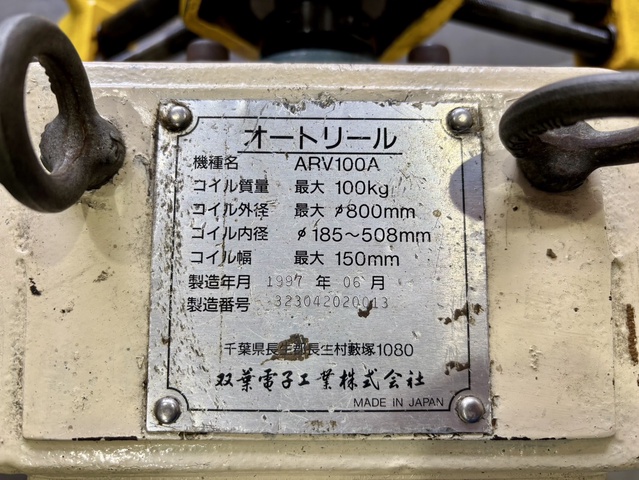 オートリール
機種名 ARV100A
コイル質量 最大 100kg
コイル外径 最大 φ800mm
コイル内径 φ185～508mm
コイル幅 最大 150mm
製造年月 1997 年 06 月
製造番号 323042020013
千葉県長生郡長生村藪塚1080
双葉電子工業株式会社
MADE IN JAPAN